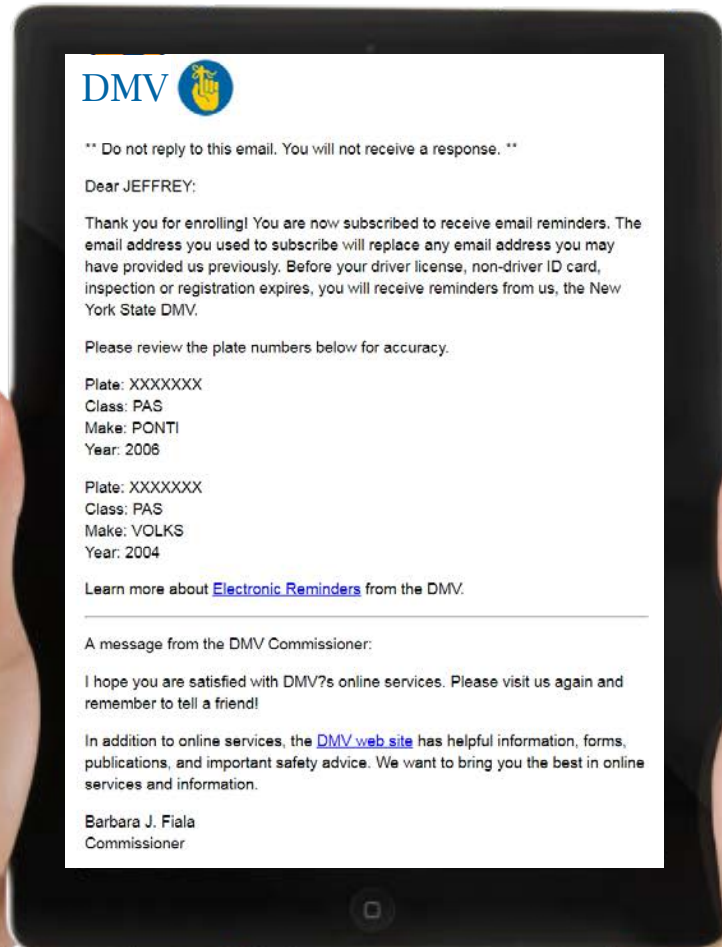 DMV
** Do not reply to this email. You will not receive a response. **
Dear JEFFREY:
Thank you for enrolling! You are now subscribed to receive email reminders. The
email address you used to subscribe will replace any email address you may
have provided us previously. Before your driver license, non-driver ID card,
inspection or registration expires, you will receive reminders from us, the New
York State DMV.
Please review the plate numbers below for accuracy.
Plate: XXXXXXX
Class: PAS
Make: PONTI
Year: 2006
Plate: XXXXXXX
Class: PAS
Make: VOLKS
Year: 2004
Learn more about Electronic Reminders from the DMV.
A message from the DMV Commissioner:
I hope you are satisfied with DMV?s online services. Please visit us again and
remember to tell a friend!
In addition to online services, the DMV web site has helpful information, forms,
publications, and important safety advice. We want to bring you the best in online
services and information.
Barbara J. Fiala
Commissioner